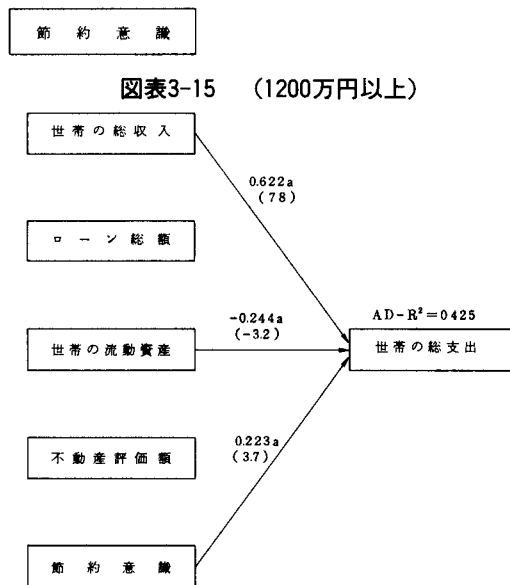 節約意識
図表3-15 (1200万円以上)
世帯の総収入
0.622a
(78)
ローン総額
-0.244a
(-3.2)
AD-R²=0425
世帯の流動資産
世帯の総支出
0.223a
(3.7)
不動産評価額
節約意識